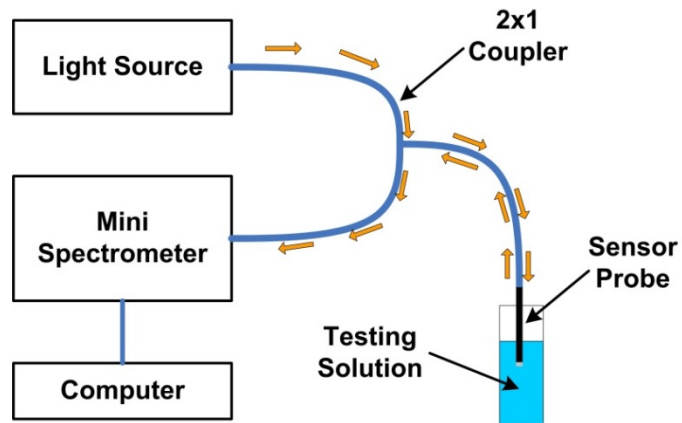 2x1
Coupler
Light Source
Mini
Spectrometer
Sensor
Probe
Testing
Solution
Computer